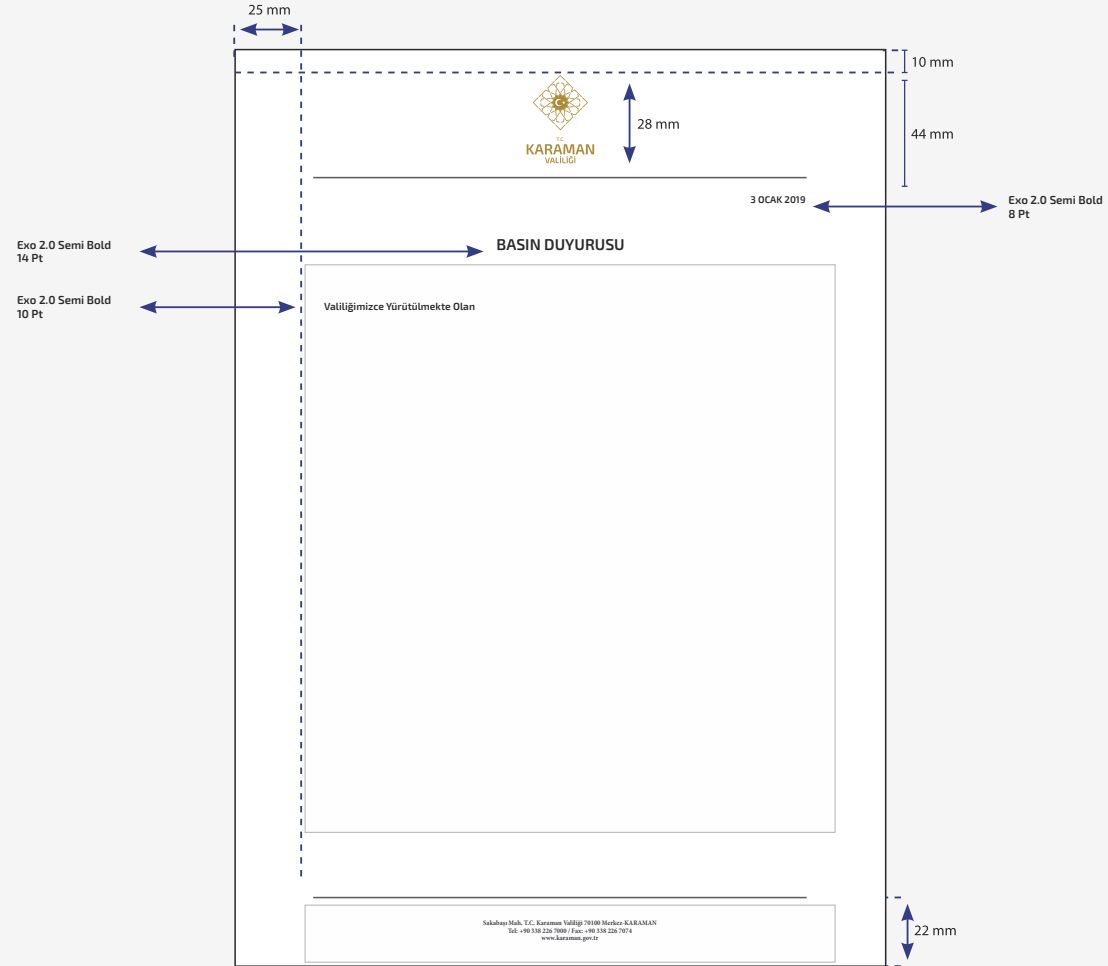 25 mm
10 mm
28 mm
44 mm
T.C.
KARAMAN
VALİLİĞİ
3 OCAK 2019
Exo 2.0 Semi Bold
8 Pt
Exo 2.0 Semi Bold
14 Pt
BASIN DUYURUSU
Exo 2.0 Semi Bold
10 Pt
Valiliğimizce Yürütülmekte Olan
Sakabaşı Mah. T.C. Karaman Valiliği 70100 Merkez-KARAMAN
Tel: +90 338 226 7000 / Fax: +90 338 226 7074
www.karaman.gov.tr
22 mm